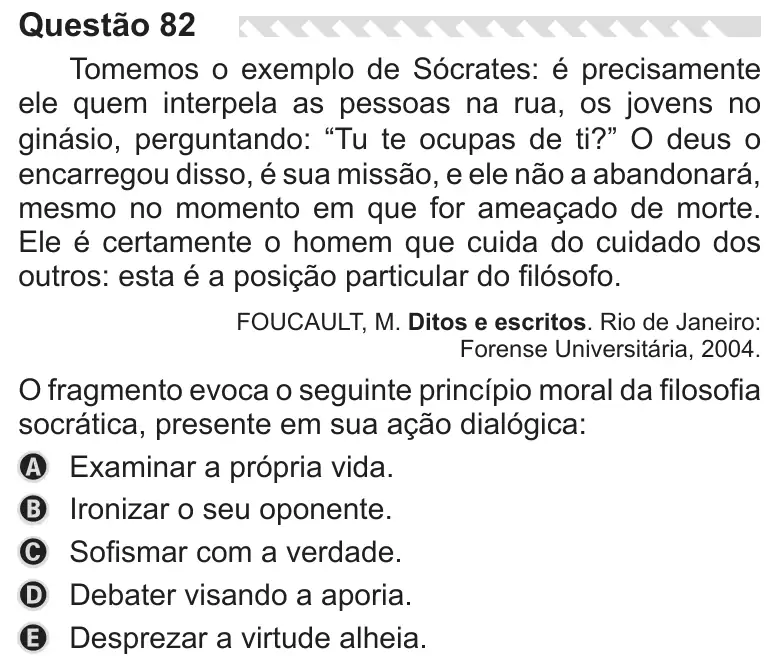 Questão 82
Tomemos o exemplo de Sócrates: é precisamente
ele quem interpela as pessoas na rua, os jovens no
ginásio, perguntando: “Tu te ocupas de ti?” O deus o
encarregou disso, é sua missão, e ele não a abandonará,
mesmo no momento em que for ameaçado de morte.
Ele é certamente o homem que cuida do cuidado dos
outros: esta é a posição particular do filósofo.
FOUCAULT, M. Ditos e escritos. Rio de Janeiro:
Forense Universitária, 2004.
O fragmento evoca o seguinte princípio moral da filosofia
socrática, presente em sua ação dialógica:
A Examinar a própria vida.
B Ironizar o seu oponente.
C Sofismar com a verdade.
D Debater visando a aporia.
E Desprezar a virtude alheia.